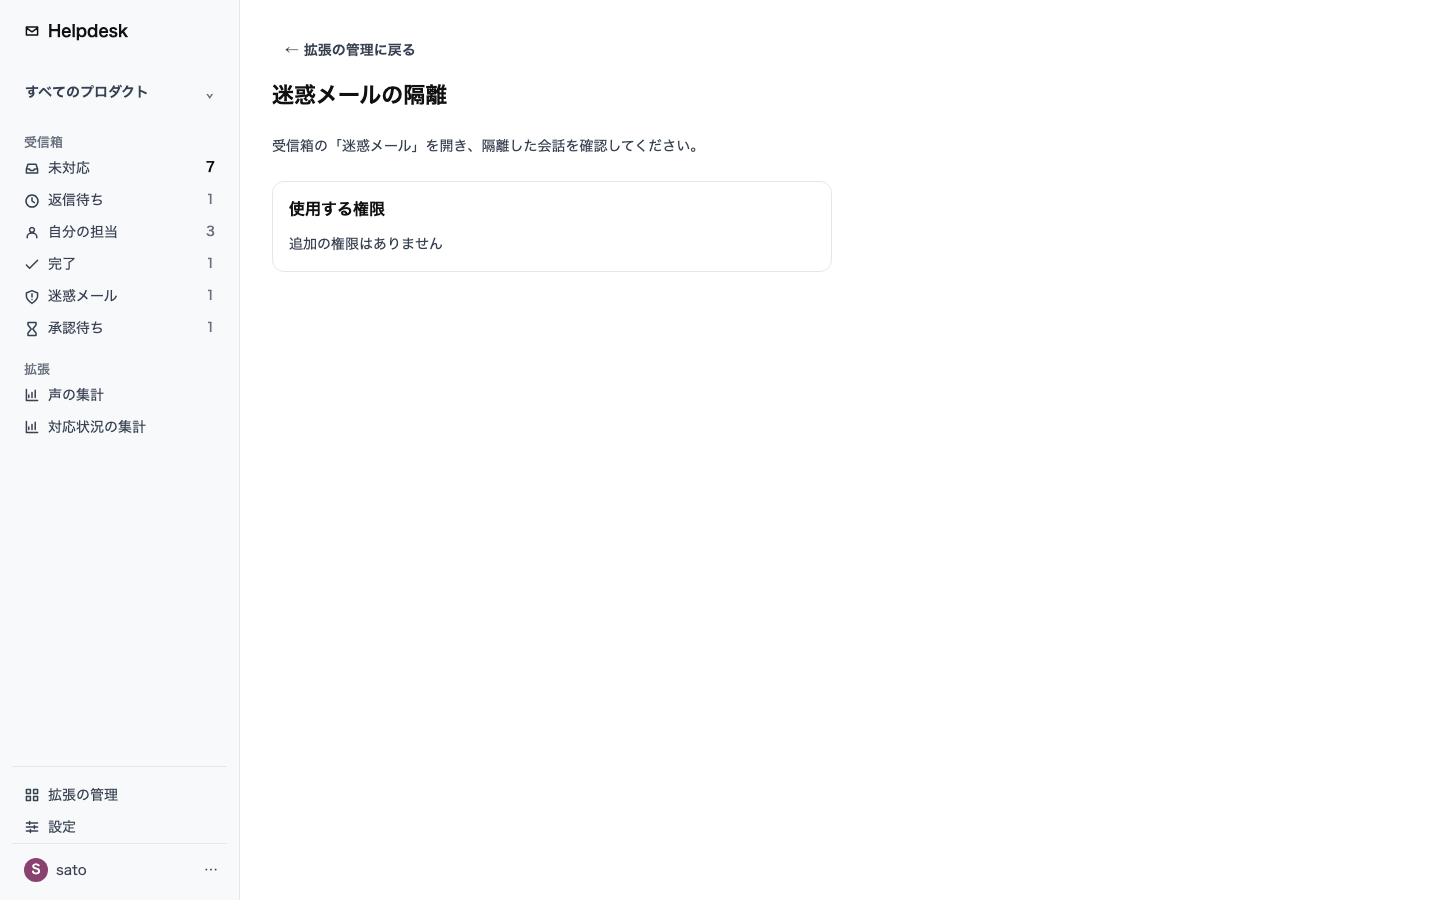 Helpdesk
すべてのプロダクト
受信箱
未対応 7
返信待ち 1
自分の担当 3
完了 1
迷惑メール 1
承認待ち 1
拡張
声の集計
対応状況の集計
拡張の管理
設定
S sato ...
← 拡張の管理に戻る
迷惑メールの隔離
受信箱の「迷惑メール」を開き、隔離した会話を確認してください。
使用する権限
追加の権限はありません